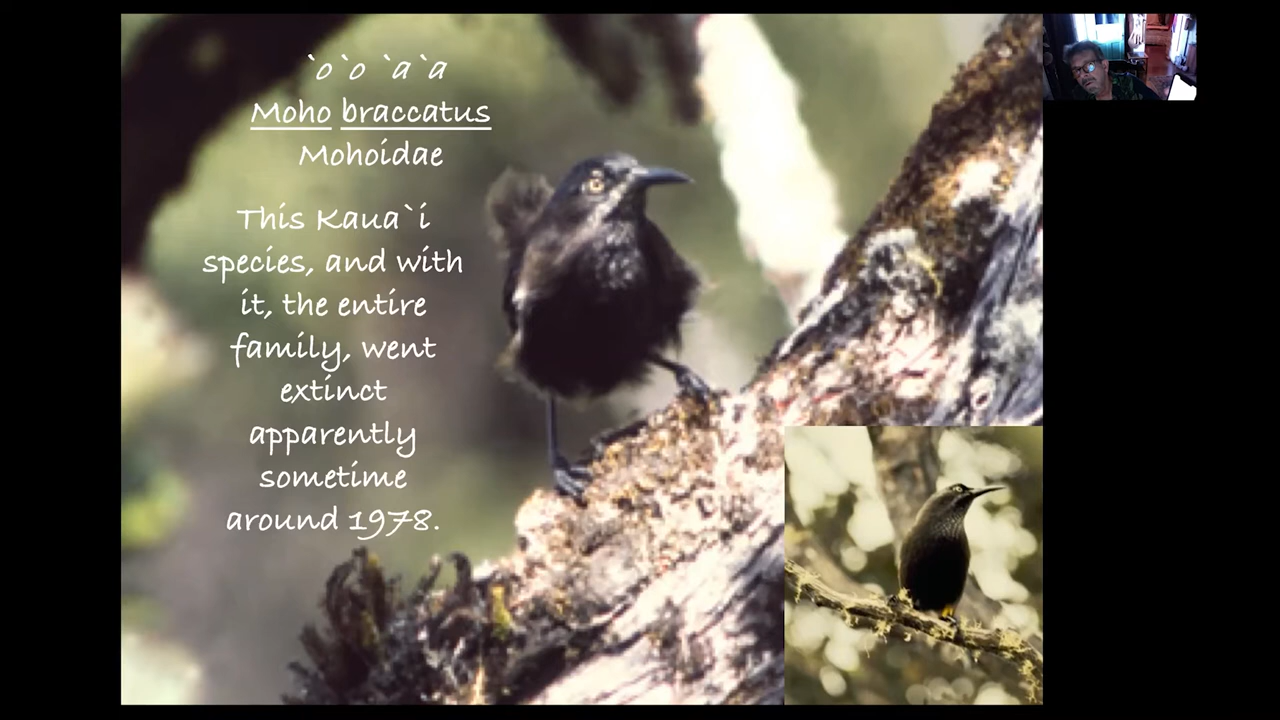 `o`o `a`a
Moho braccatus
Mohoidae
This Kaua`i
species, and with
it, the entire
family, went
extinct
apparently
sometime
around 1978.